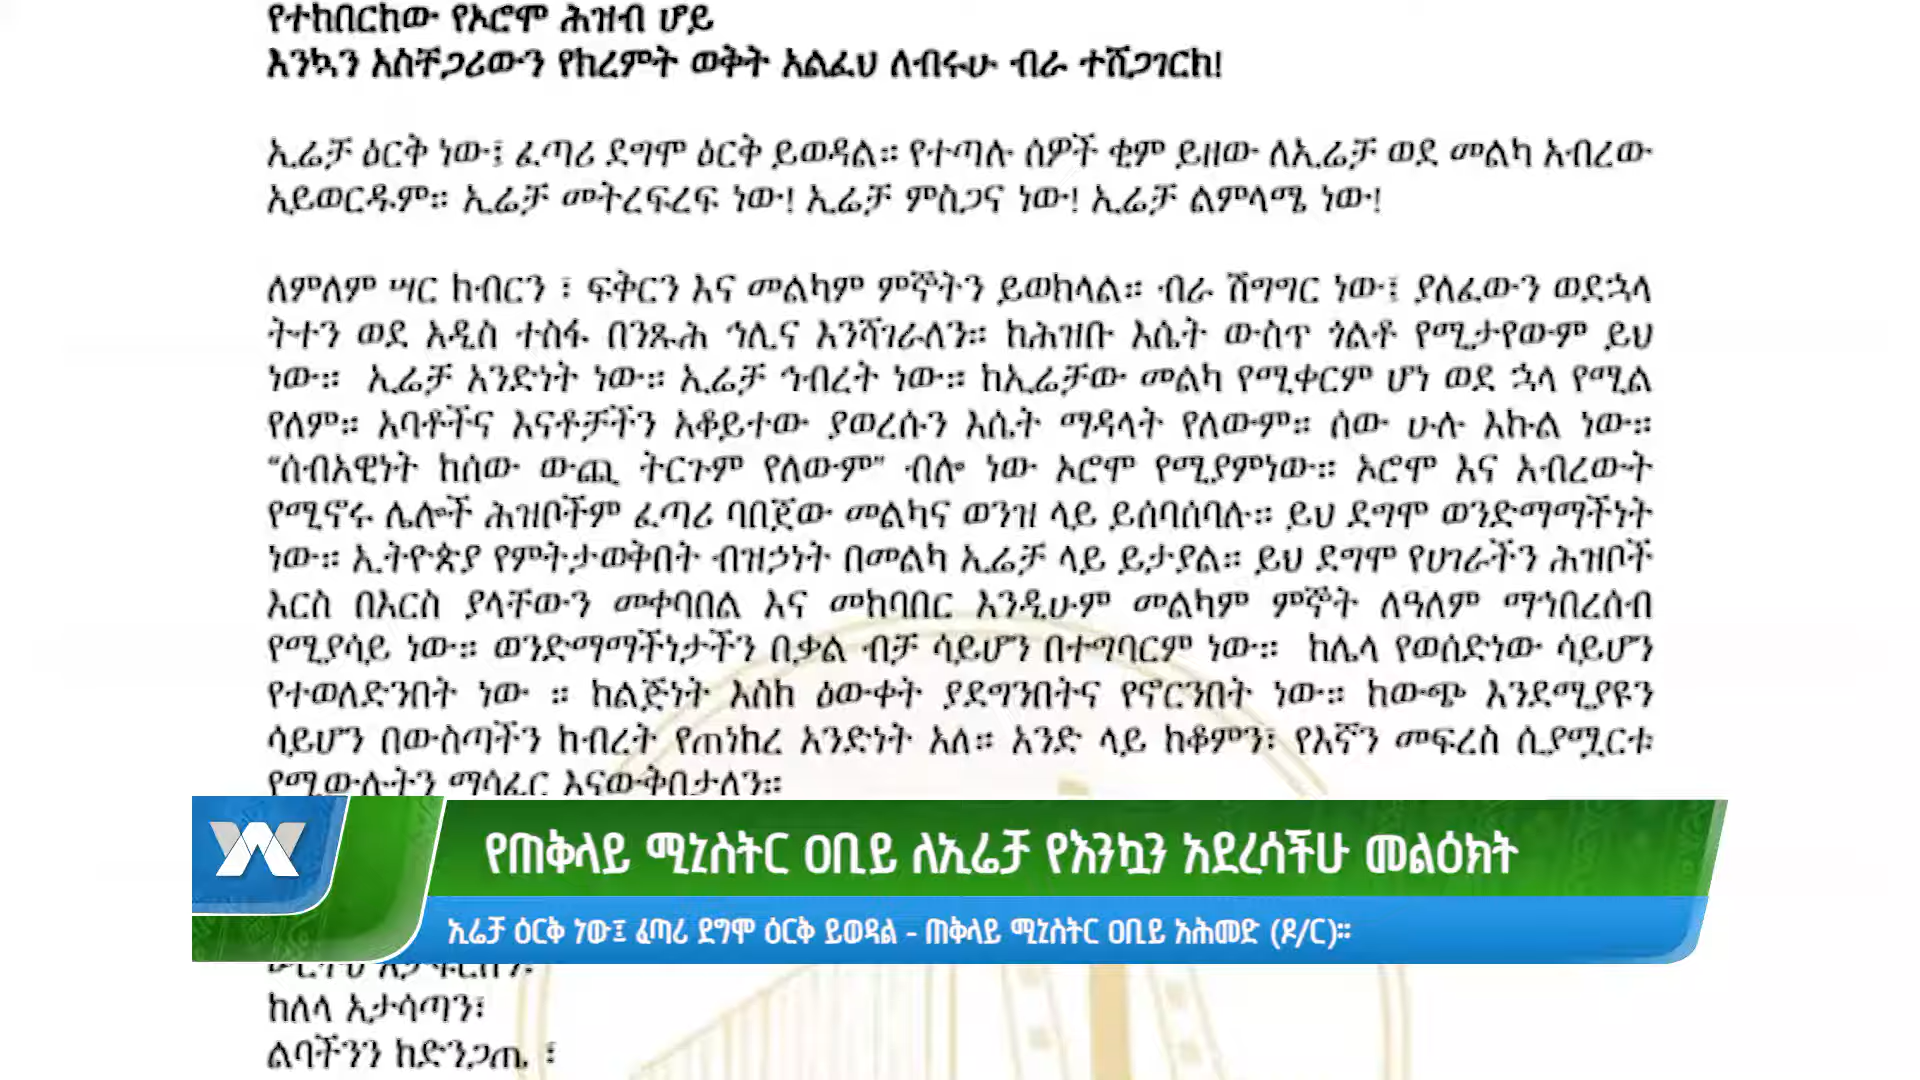 የተከበርከው የኦሮሞ ሕዝብ ሆይ
እንኳን አስቸጋሪውን የክረምት ወቅት አልፈህ ለብሩሁ ብራ ተሸጋገርክ!
ኢሬቻ ዕርቅ ነው፤ ፈጣሪ ደግሞ ዕርቅ ይወዳል። የተጣሉ ሰዎች ቂም ይዘው ለኢሬቻ ወደ መልካ አብረው
አይወርዱም። ኢሬቻ መትረፍረፍ ነው! ኢሬቻ ምስጋና ነው! ኢሬቻ ልምላሜ ነው!
ለምለም ሣር ክብርን ፣ ፍቅርን እና መልካም ምኞትን ይወክላል። ብራ ሽግግር ነው፤ ያለፈውን ወደኋላ
ትተን ወደ አዲስ ተስፋ በንጹሕ ኅሊና እንሻገራለን። ከሕዝቡ እሴት ውስጥ ጎልቶ የሚታየውም ይህ
ነው። ኢሬቻ አንድነት ነው። ኢሬቻ ኅብረት ነው። ከኢሬቻው መልካ የሚቀርም ሆነ ወደ ኋላ የሚል
የለም። አባቶችና እናቶቻችን አቆይተው ያወረሱን እሴት ማዳላት የለውም። ሰው ሁሉ እኩል ነው።
“ሰብአዊነት ከሰው ውጪ ትርጉም የለውም” ብሎ ነው ኦሮሞ የሚያምነው። ኦሮሞ እና አብረውት
የሚኖሩ ሌሎች ሕዝቦችም ፈጣሪ ባበጀው መልካና ወንዝ ላይ ይሰባሰባሉ። ይህ ደግሞ ወንድማማችነት
ነው። ኢትዮጵያ የምትታወቅበት ብዝኃነት በመልካ ኢሬቻ ላይ ይታያል። ይህ ደግሞ የሀገራችን ሕዝቦች
እርስ በእርስ ያላቸውን መቀባበል እና መከባበር እንዲሁም መልካም ምኞት ለዓለም ማኅበረሰብ
የሚያሳይ ነው። ወንድማማችነታችን በቃል ብቻ ሳይሆን በተግባርም ነው። ከሌላ የወሰድነው ሳይሆን
የተወለድንበት ነው ። ከልጅነት እስከ ዕውቀት ያደግንበትና የኖርንበት ነው። ከውጭ እንደሚያዩን
ሳይሆን በውስጣችን ከብረት የጠነከረ አንድነት አለ። አንድ ላይ ከቆምን፣ የእኛን መፍረስ ሲያሟርቱ
የሚውሉትን ማሳፈር እናውቅበታለን።
የጠቅላይ ሚኒስትር ዐቢይ ለኢሬቻ የእንኳን አደረሳችሁ መልዕክት
ኢሬቻ ዕርቅ ነው፤ ፈጣሪ ደግሞ ዕርቅ ይወዳል - ጠቅላይ ሚኒስትር ዐቢይ አሕመድ (ዶ/ር)።
ከለላ አታሳጣን፣
ልባችንን ከድንጋጤ ፣